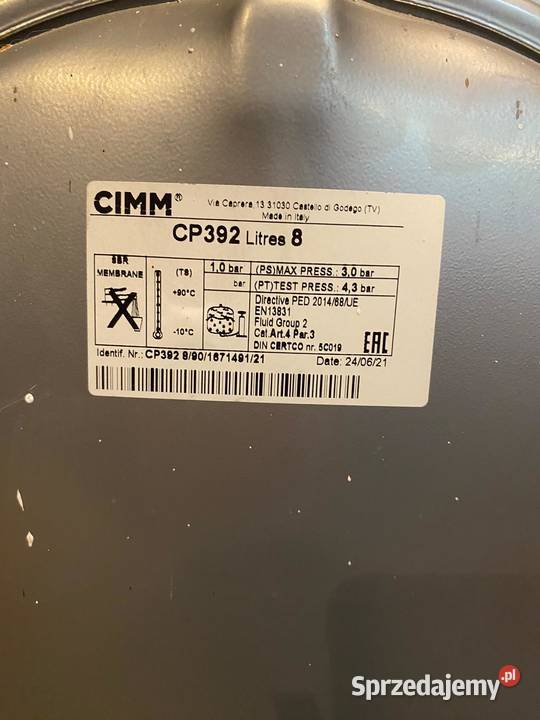 CIMM®
Via Caprera 13 31030 Castello di Godego (TV)
Made in Italy
CP392 Litres 8
SBR
MEMBRANE
(TS)
+90°C
-10°C
1,0 bar
bar
(PS)MAX PRESS.: 3,0 bar
(PT)TEST PRESS.: 4,3 bar
Directive PED 2014/68/UE
EN13831
Fluid Group 2
Cat.Art.4 Par.3
DIN CERTCO nr. 5C019
EAC
Identif. Nr.: CP392 8/90/1671491/21
Date: 24/06/21
Sprzedajemy.pl